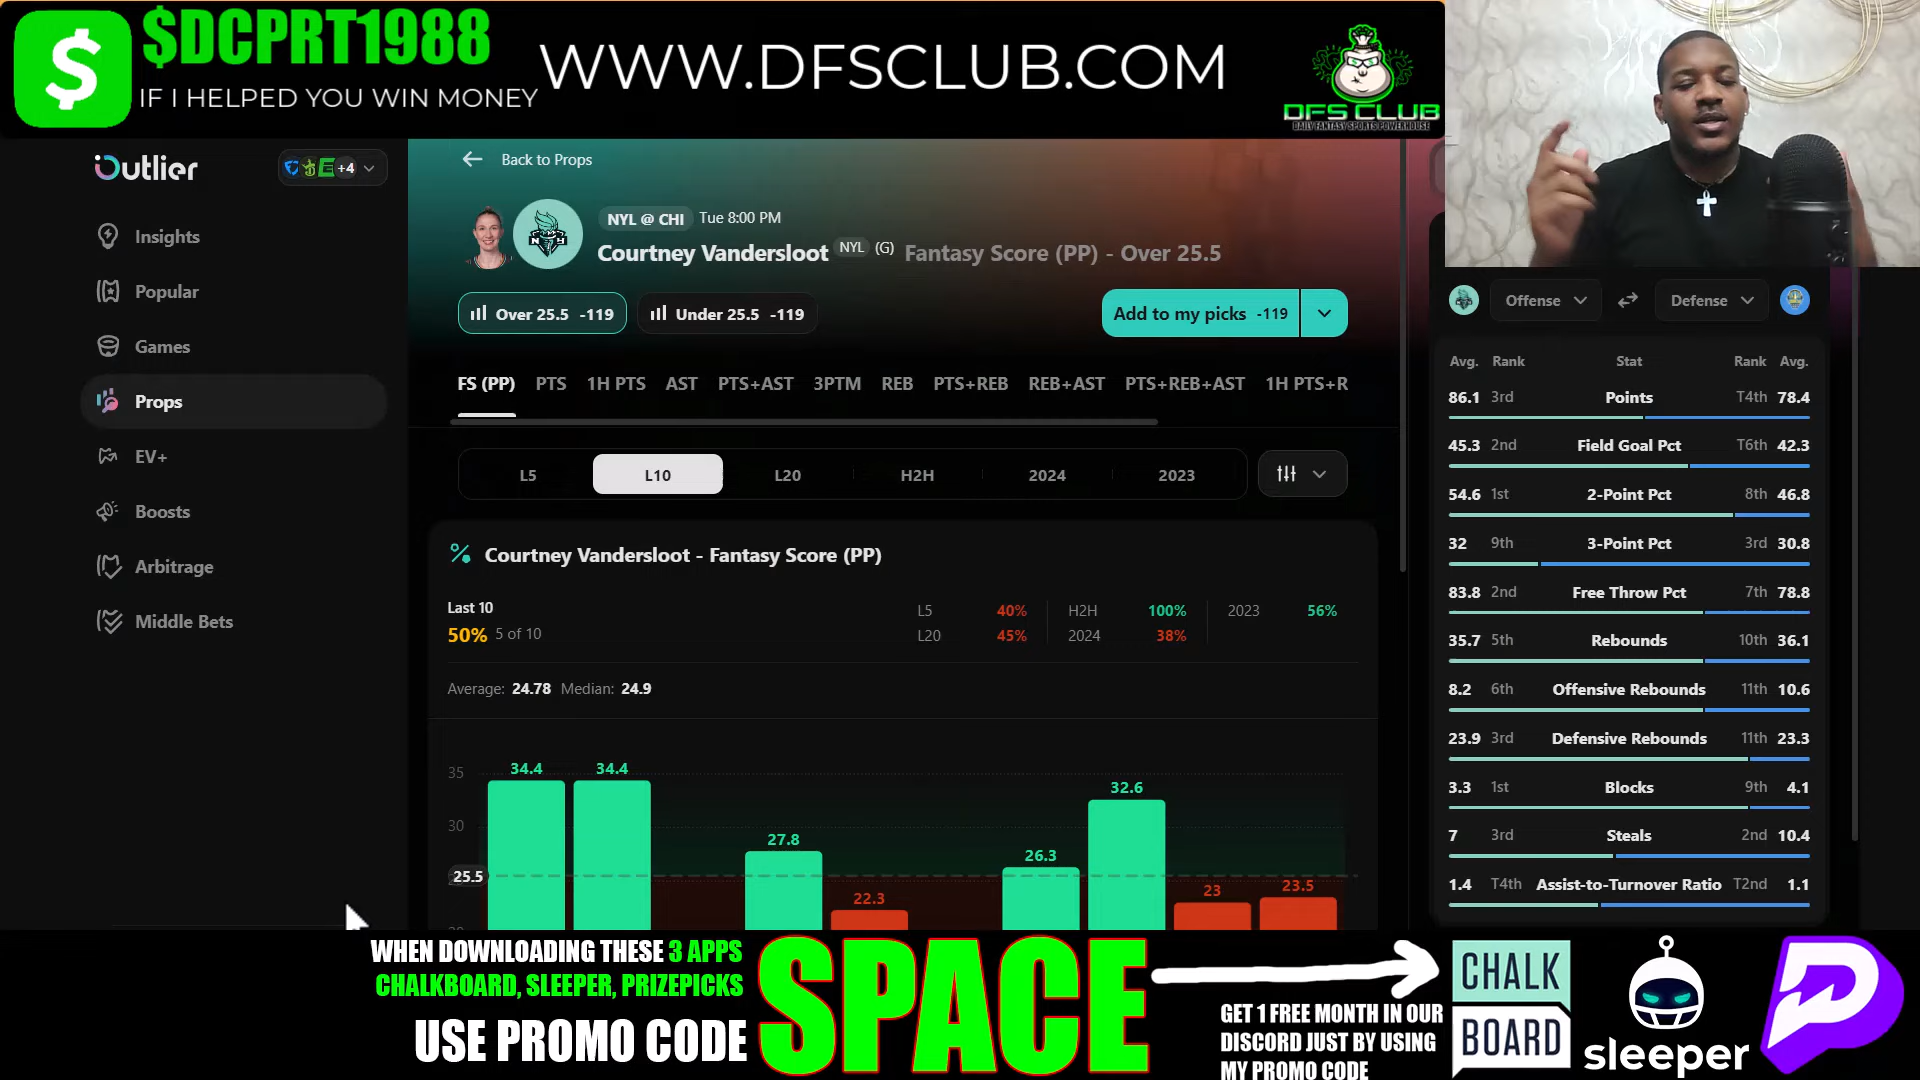 $DCPRT1988
IF I HELPED YOU WIN MONEY
WWW.DFSCLUB.COM
DFS CLUB
DAILY FANTASY SPORTS POWERHOUSE
Outlier
+4
Insights
Popular
Games
Props
EV+
Boosts
Arbitrage
Middle Bets
Back to Props
NYL @ CHI Tue 8:00 PM
Courtney Vandersloot NYL (G) Fantasy Score (PP) - Over 25.5
Over 25.5 -119
Under 25.5 -119
Add to my picks -119
FS (PP) PTS 1H PTS AST PTS+AST 3PTM REB PTS+REB REB+AST PTS+REB+AST 1H PTS+R
L5 L10 L20 H2H 2024 2023
Courtney Vandersloot - Fantasy Score (PP)
Last 10
50% 5 of 10
L5 40% H2H 100% 2023 56%
L20 45% 2024 38%
Average: 24.78 Median: 24.9
35
30
25.5
34.4
34.4
27.8
22.3
26.3
32.6
23
23.5
Offense Defense
Avg. Rank Stat Rank Avg.
86.1 3rd Points T4th 78.4
45.3 2nd Field Goal Pct T6th 42.3
54.6 1st 2-Point Pct 8th 46.8
32 9th 3-Point Pct 3rd 30.8
83.8 2nd Free Throw Pct 7th 78.8
35.7 5th Rebounds 10th 36.1
8.2 6th Offensive Rebounds 11th 10.6
23.9 3rd Defensive Rebounds 11th 23.3
3.3 1st Blocks 9th 4.1
7 3rd Steals 2nd 10.4
1.4 T4th Assist-to-Turnover Ratio T2nd 1.1
WHEN DOWNLOADING THESE 3 APPS
CHALKBOARD, SLEEPER, PRIZEPICKS
USE PROMO CODE
SPACE
GET 1 FREE MONTH IN OUR
DISCORD JUST BY USING
MY PROMO CODE
CHALK
BOARD
sleeper